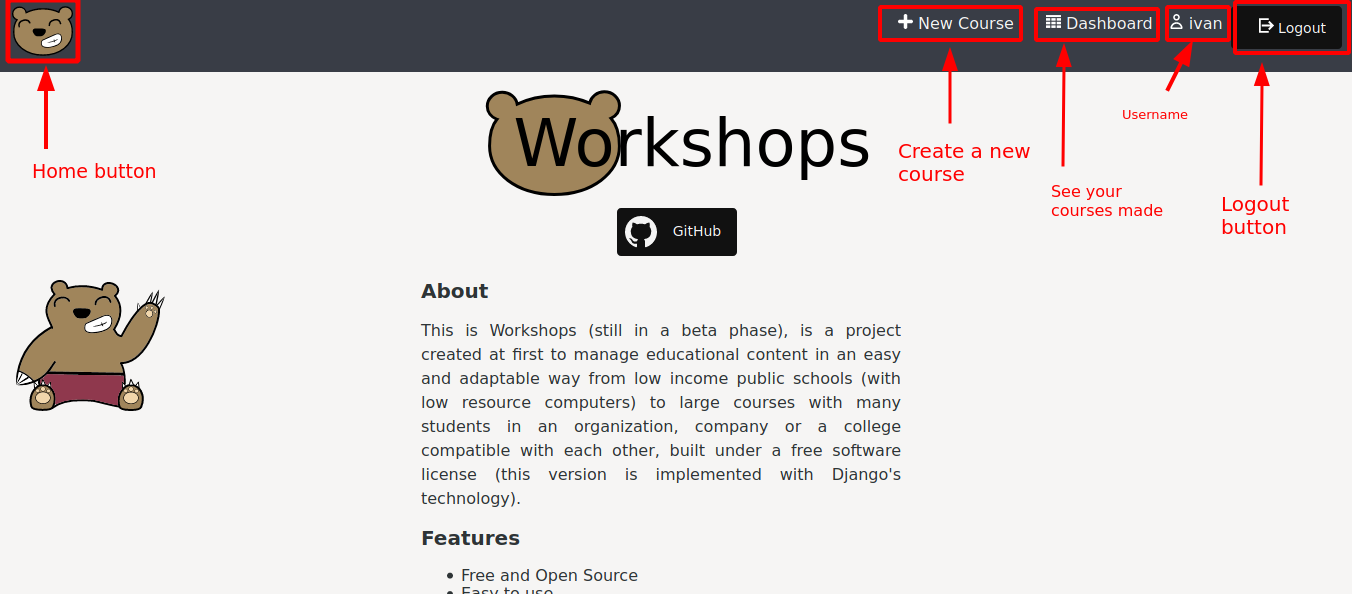 New Course
Dashboard
ivan
Logout
Home button
Username
Create a new
course
See your
courses made
Logout
button
Workshops
GitHub
About
This is Workshops (still in a beta phase), is a project
created at first to manage educational content in an easy
and adaptable way from low income public schools (with
low resource computers) to large courses with many
students in an organization, company or a college
compatible with each other, built under a free software
license (this version is implemented with Django's
technology).
Features
• Free and Open Source
• Easy to use